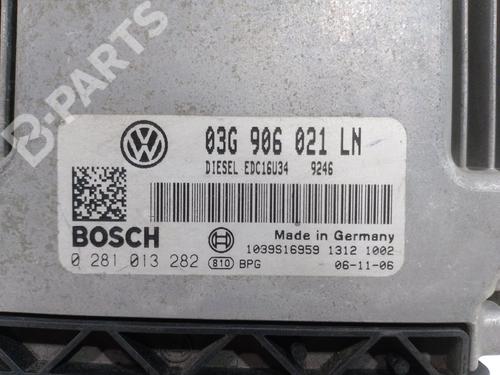 B-PARTS
03G 906 021 LN
DIESEL EDC16U34 9246
BOSCH
Made in Germany
1039S16959 1312 1002
0 281 013 282 810 BPG 06-11-06